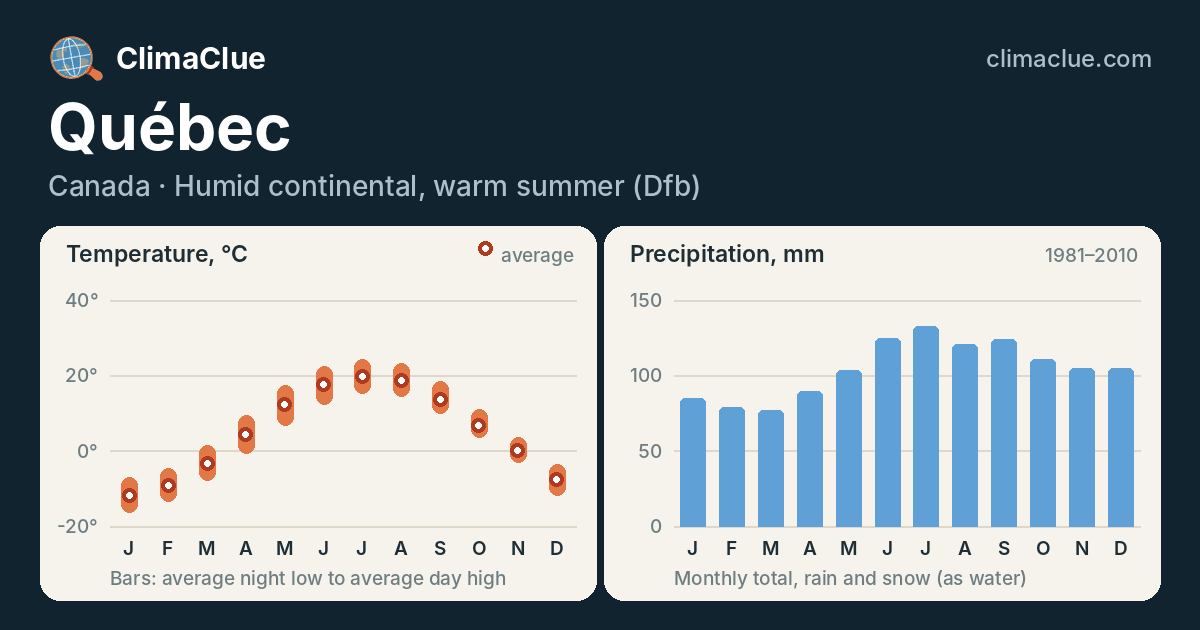 ClimaClue
climaclue.com
Québec
Canada · Humid continental, warm summer (Dfb)
Temperature, °C
average
40°
20°
0°
-20°
J F M A M J J A S O N D
Bars: average night low to average day high
Precipitation, mm
1981–2010
150
100
50
0
J F M A M J J A S O N D
Monthly total, rain and snow (as water)